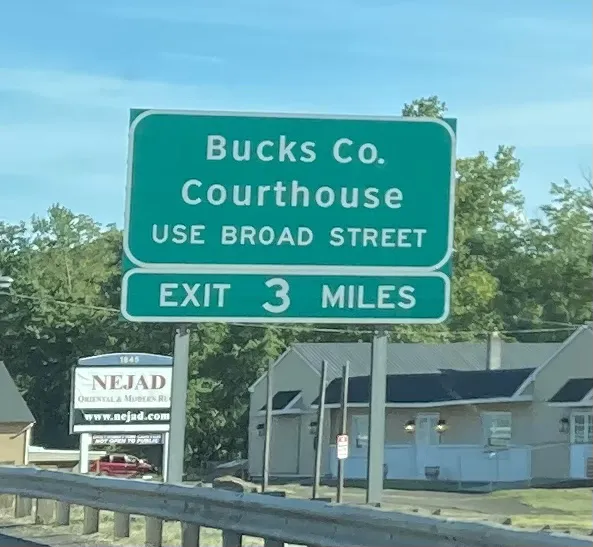 Bucks Co.
Courthouse
USE BROAD STREET
EXIT 3 MILES
1845
NEJAD
ORIENTAL & MODERN
www.nejad.com
NOT OPEN TO PUBLIC